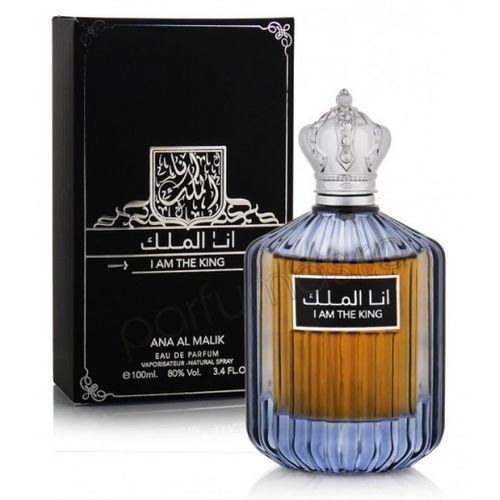 انا الملك
I AM THE KING
ANA AL MALIK
EAU DE PARFUM
VAPORISATEUR - NATURAL SPRAY
℮100ml. 80% Vol. 3.4 FL.O
انا الملك
I AM THE KING